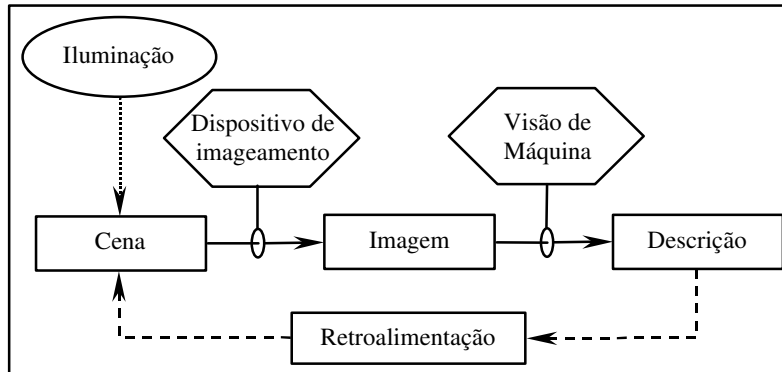 Iluminação
Dispositivo de
imageamento
Visão de
Máquina
Cena
Imagem
Descrição
Retroalimentação